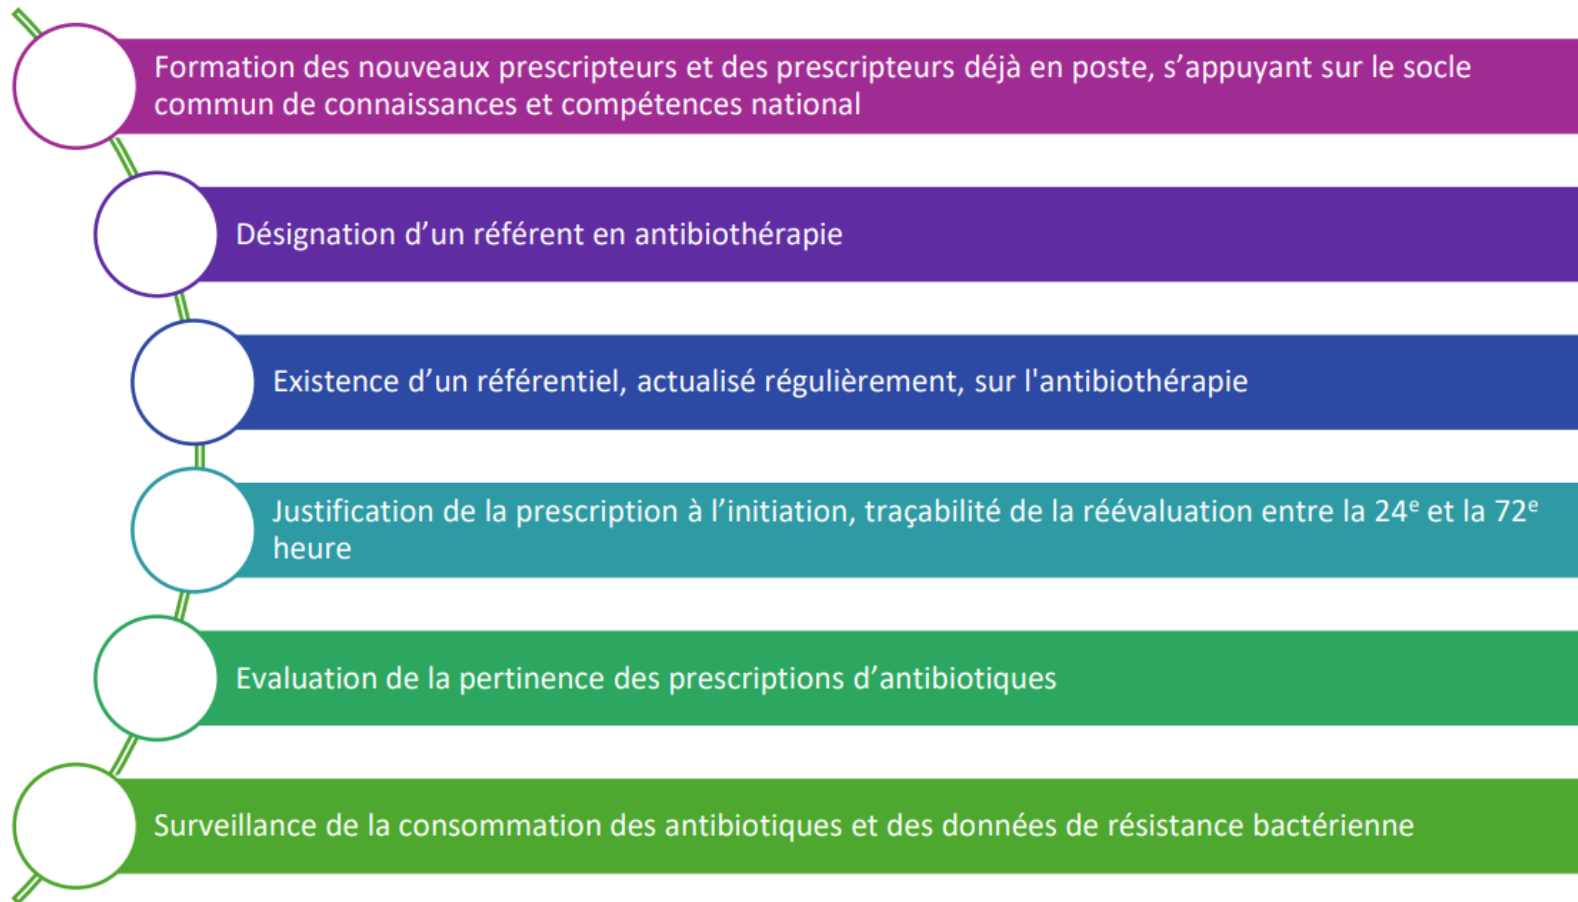 Formation des nouveaux prescripteurs et des prescripteurs déjà en poste, s’appuyant sur le socle
commun de connaissances et compétences national
Désignation d’un référent en antibiothérapie
Existence d’un référentiel, actualisé régulièrement, sur l'antibiothérapie
Justification de la prescription à l’initiation, traçabilité de la réévaluation entre la 24ᵉ et la 72ᵉ
heure
Evaluation de la pertinence des prescriptions d’antibiotiques
Surveillance de la consommation des antibiotiques et des données de résistance bactérienne